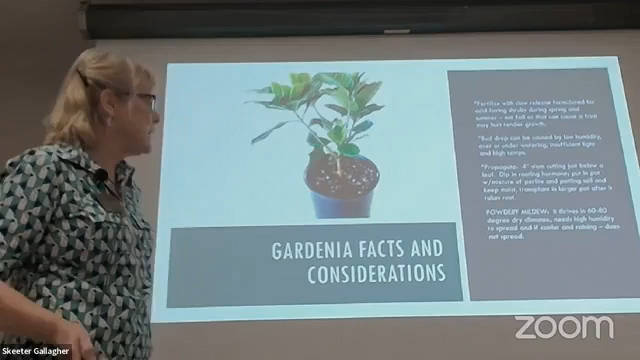 *Fertilize with slow release formulated for
acid loving shrubs during spring and
summer – not fall as that can cause a frost
may hurt tender growth.
*Bud drop can be caused by low humidity,
over or under watering, insufficient light
and high temps.
*Propagate: 4" stem cutting just below a
leaf. Dip in rooting hormone; put in pot
w/mixture of perlite and potting soil and
keep moist, transplant in larger pot after it
takes root.
POWDERY MILDEW: it thrives in 60-80
degree dry climates, needs high humidity
to spread and if cooler and raining – does
not spread.
GARDENIA FACTS AND
CONSIDERATIONS
zoom
Skeeter Gallagher